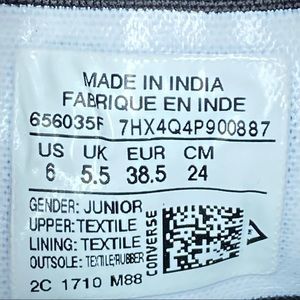 MADE IN INDIA
FABRIQUE EN INDE
656035F 7HX4Q4P900887
US UK EUR CM
6 5.5 38.5 24
GENDER: JUNIOR
UPPER: TEXTILE
LINING: TEXTILE
OUTSOLE: TEXTILE/RUBBER
2C 1710 M88
CONVERSE